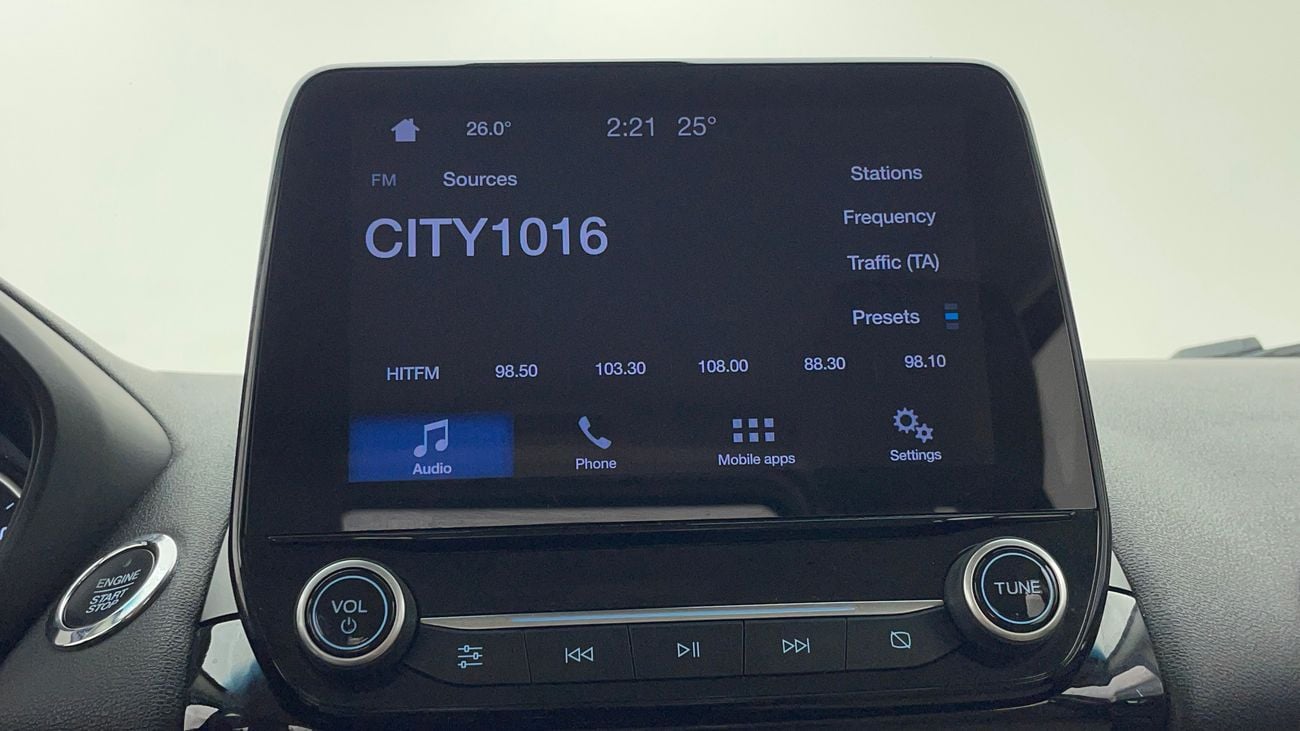 26.0° 2:21 25°
FM Sources Stations
CITY1016
Frequency
Traffic (TA)
Presets
HITFM 98.50 103.30 108.00 88.30 98.10
Audio Phone Mobile apps Settings
ENGINE
START
STOP
VOL
TUNE